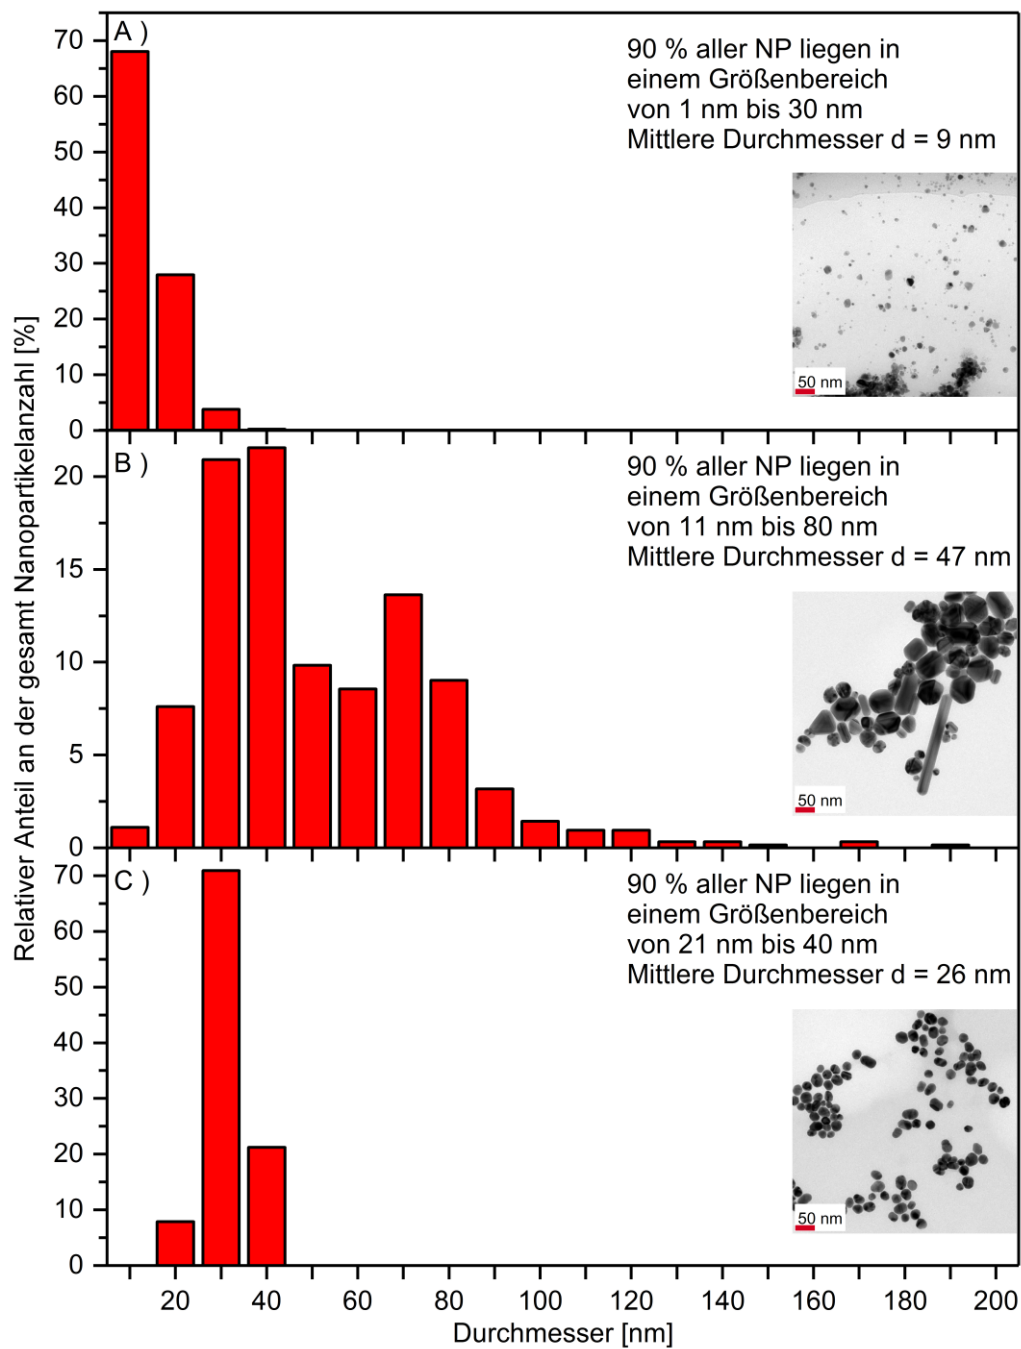 Relativer Anteil an der gesamt Nanopartikelanzahl [%]
A )
70
60
50
40
30
20
10
0
90 % aller NP liegen in
einem Größenbereich
von 1 nm bis 30 nm
Mittlere Durchmesser d = 9 nm
50 nm
B )
20
15
10
5
0
90 % aller NP liegen in
einem Größenbereich
von 11 nm bis 80 nm
Mittlere Durchmesser d = 47 nm
50 nm
C )
70
60
50
40
30
20
10
0
90 % aller NP liegen in
einem Größenbereich
von 21 nm bis 40 nm
Mittlere Durchmesser d = 26 nm
50 nm
20 40 60 80 100 120 140 160 180 200
Durchmesser [nm]